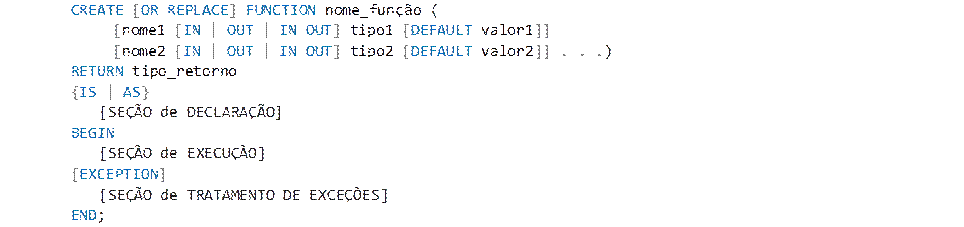 CREATE [OR REPLACE] FUNCTION nome_função (
[nome1 [IN | OUT | IN OUT] tipo1 [DEFAULT valor1]]
[nome2 [IN | OUT | IN OUT] tipo2 [DEFAULT valor2]] . . .)
RETURN tipo_retorno
{IS | AS}
[SEÇÃO de DECLARAÇÃO]
BEGIN
[SEÇÃO de EXECUÇÃO]
[EXCEPTION]
[SEÇÃO de TRATAMENTO DE EXCEÇÕES]
END;